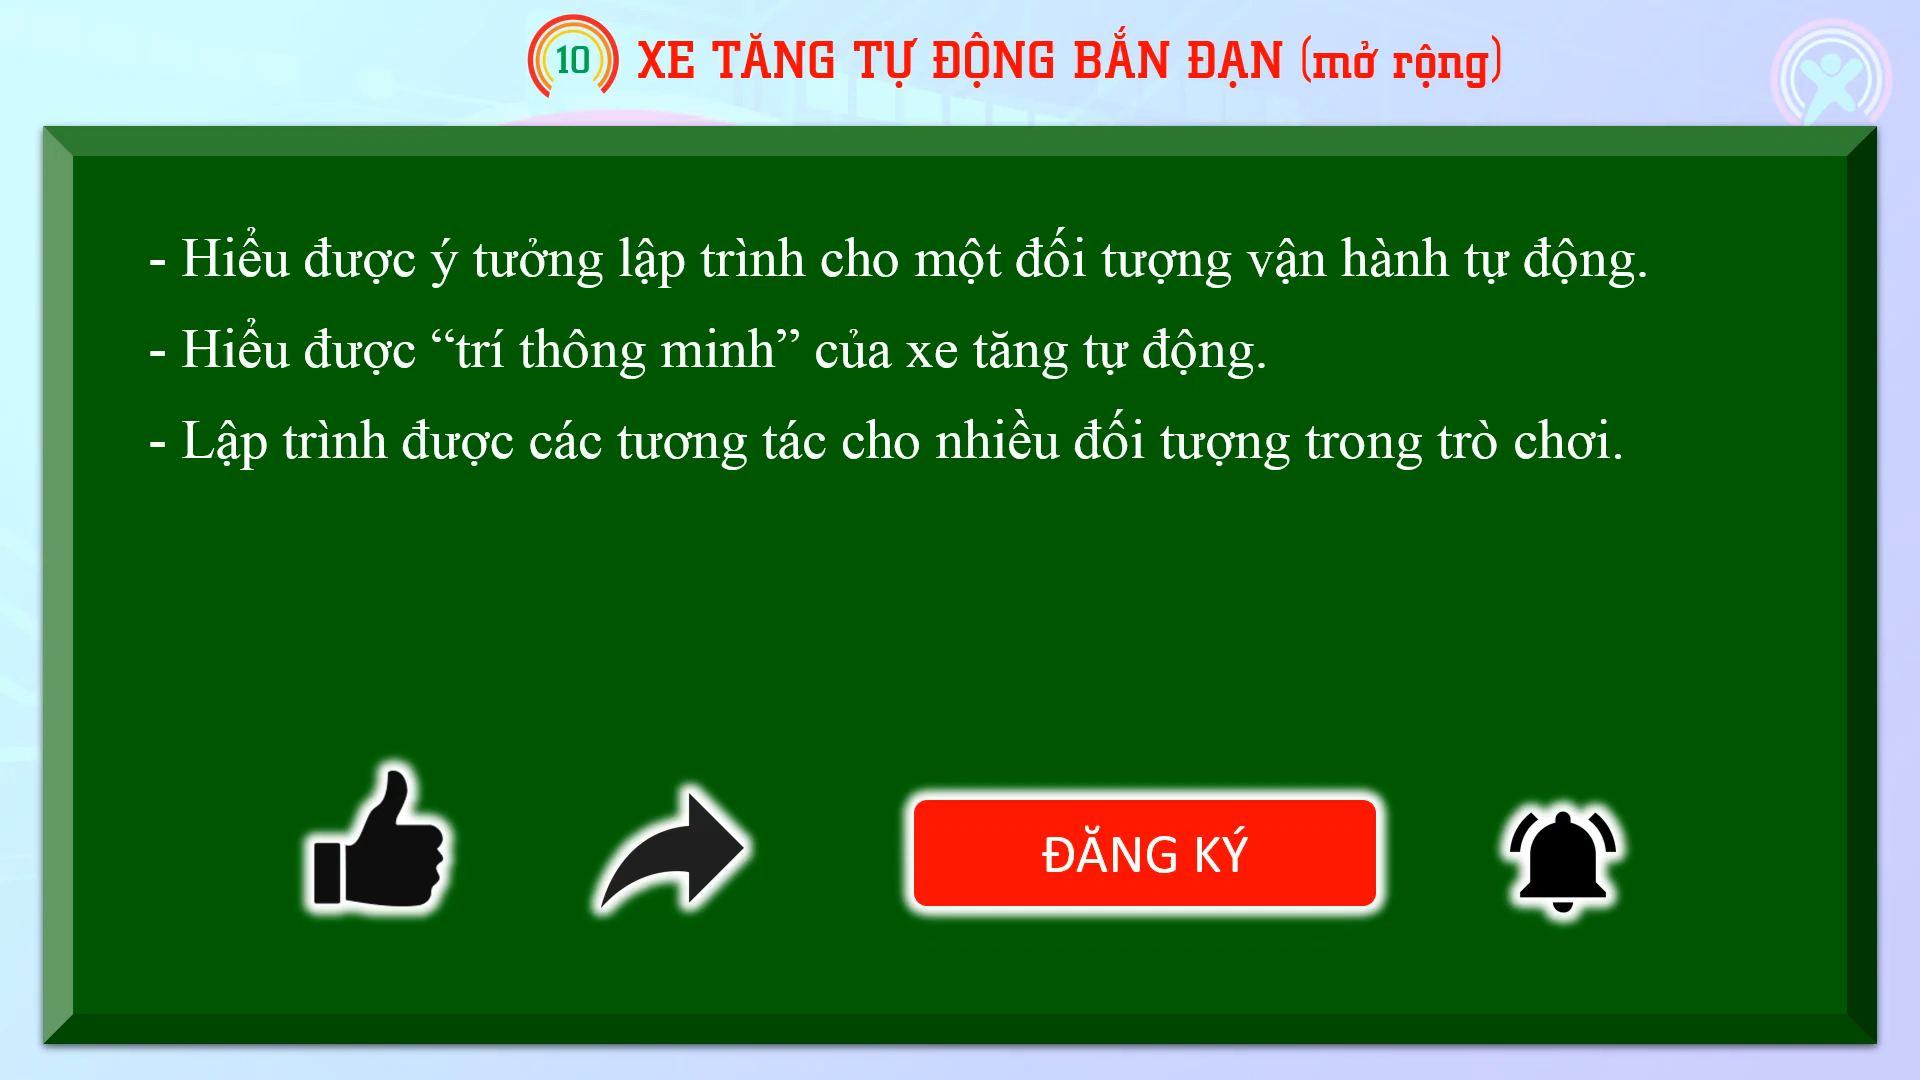 10 XE TĂNG TỰ ĐỘNG BẮN ĐẠN (mở rộng)
- Hiểu được ý tưởng lập trình cho một đối tượng vận hành tự động.
- Hiểu được “trí thông minh” của xe tăng tự động.
- Lập trình được các tương tác cho nhiều đối tượng trong trò chơi.
ĐĂNG KÝ